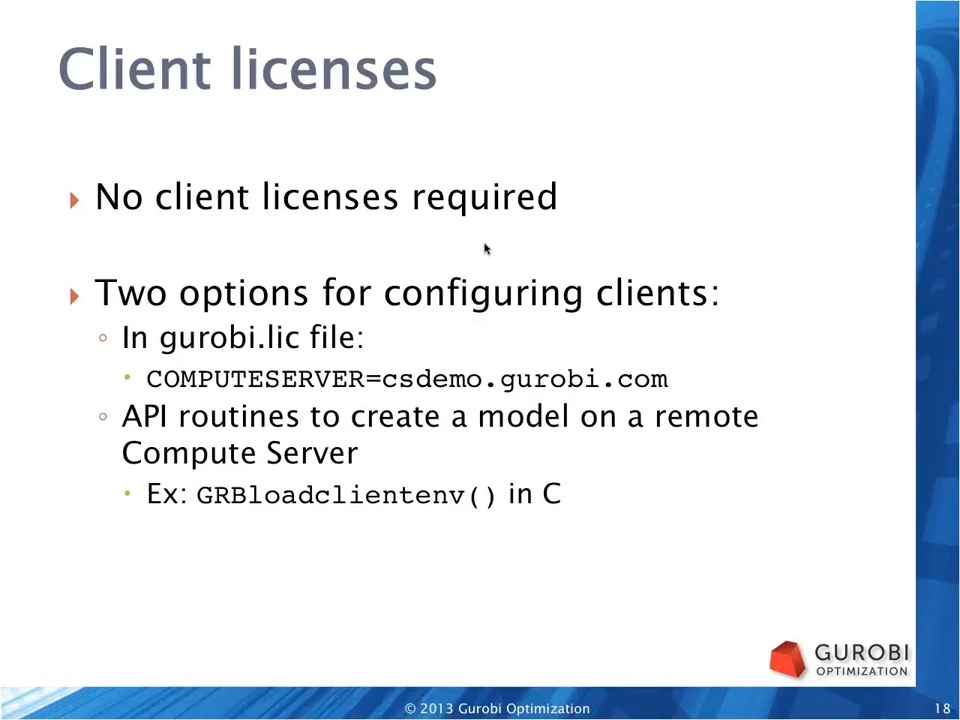 Client licenses
No client licenses required
Two options for configuring clients:
In gurobi.lic file:
COMPUTESERVER=csdemo.gurobi.com
API routines to create a model on a remote
Compute Server
Ex: GRBloadclientenv() in C
GUROBI
OPTIMIZATION
© 2013 Gurobi Optimization
18